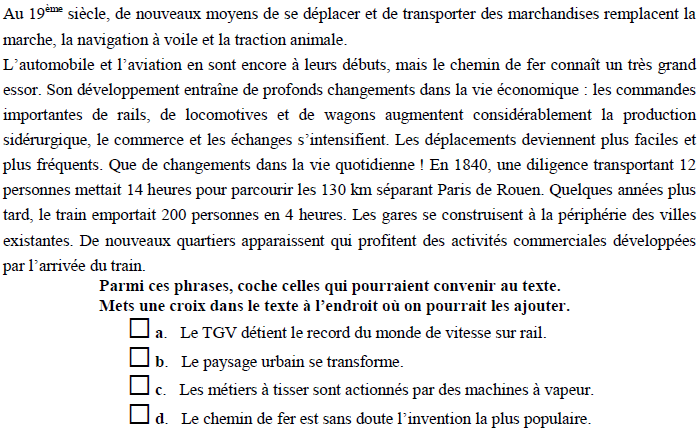 Au 19ème siècle, de nouveaux moyens de se déplacer et de transporter des marchandises remplacent la
marche, la navigation à voile et la traction animale.
L’automobile et l’aviation en sont encore à leurs débuts, mais le chemin de fer connaît un très grand
essor. Son développement entraîne de profonds changements dans la vie économique : les commandes
importantes de rails, de locomotives et de wagons augmentent considérablement la production
sidérurgique, le commerce et les échanges s’intensifient. Les déplacements deviennent plus faciles et
plus fréquents. Que de changements dans la vie quotidienne ! En 1840, une diligence transportant 12
personnes mettait 14 heures pour parcourir les 130 km séparant Paris de Rouen. Quelques années plus
tard, le train emportait 200 personnes en 4 heures. Les gares se construisent à la périphérie des villes
existantes. De nouveaux quartiers apparaissent qui profitent des activités commerciales développées
par l’arrivée du train.
Parmi ces phrases, coche celles qui pourraient convenir au texte.
Mets une croix dans le texte à l’endroit où on pourrait les ajouter.
☐ a. Le TGV détient le record du monde de vitesse sur rail.
☐ b. Le paysage urbain se transforme.
☐ c. Les métiers à tisser sont actionnés par des machines à vapeur.
☐ d. Le chemin de fer est sans doute l’invention la plus populaire.